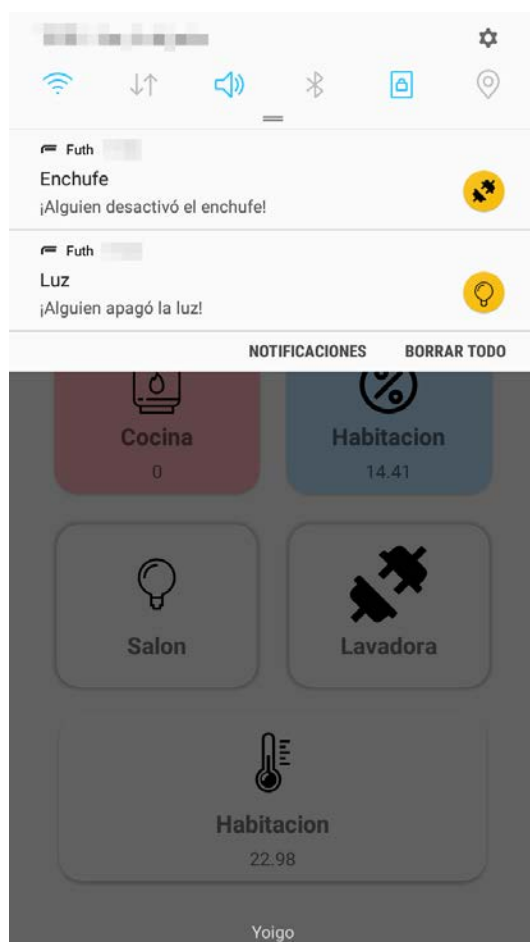 Futh
Enchufe
¡Alguien desactivó el enchufe!
Futh
Luz
¡Alguien apagó la luz!
NOTIFICACIONES BORRAR TODO
Cocina
0
Habitacion
14.41
Salon
Lavadora
Habitacion
22.98
Yoigo